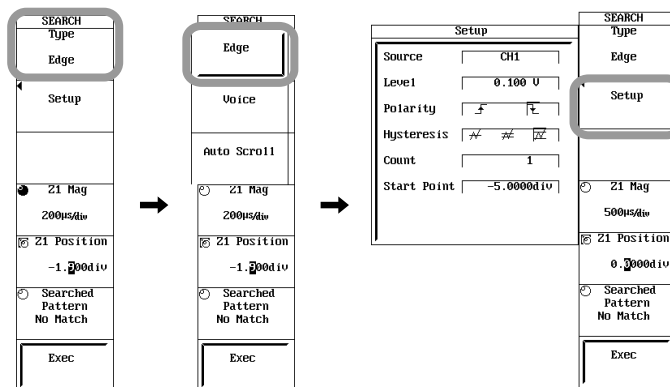 SEARCH
Type
Edge
Setup
Z1 Mag
200µs/div
Z1 Position
-1.900div
Searched
Pattern
No Match
Exec
SEARCH
Edge
Voice
Auto Scroll
Z1 Mag
200µs/div
Z1 Position
-1.900div
Searched
Pattern
No Match
Exec
Setup
Source CH1
Level 0.100 V
Polarity
Hysteresis
Count 1
Start Point -5.0000div
SEARCH
Type
Edge
Setup
Z1 Mag
500µs/div
Z1 Position
0.0000div
Searched
Pattern
No Match
Exec